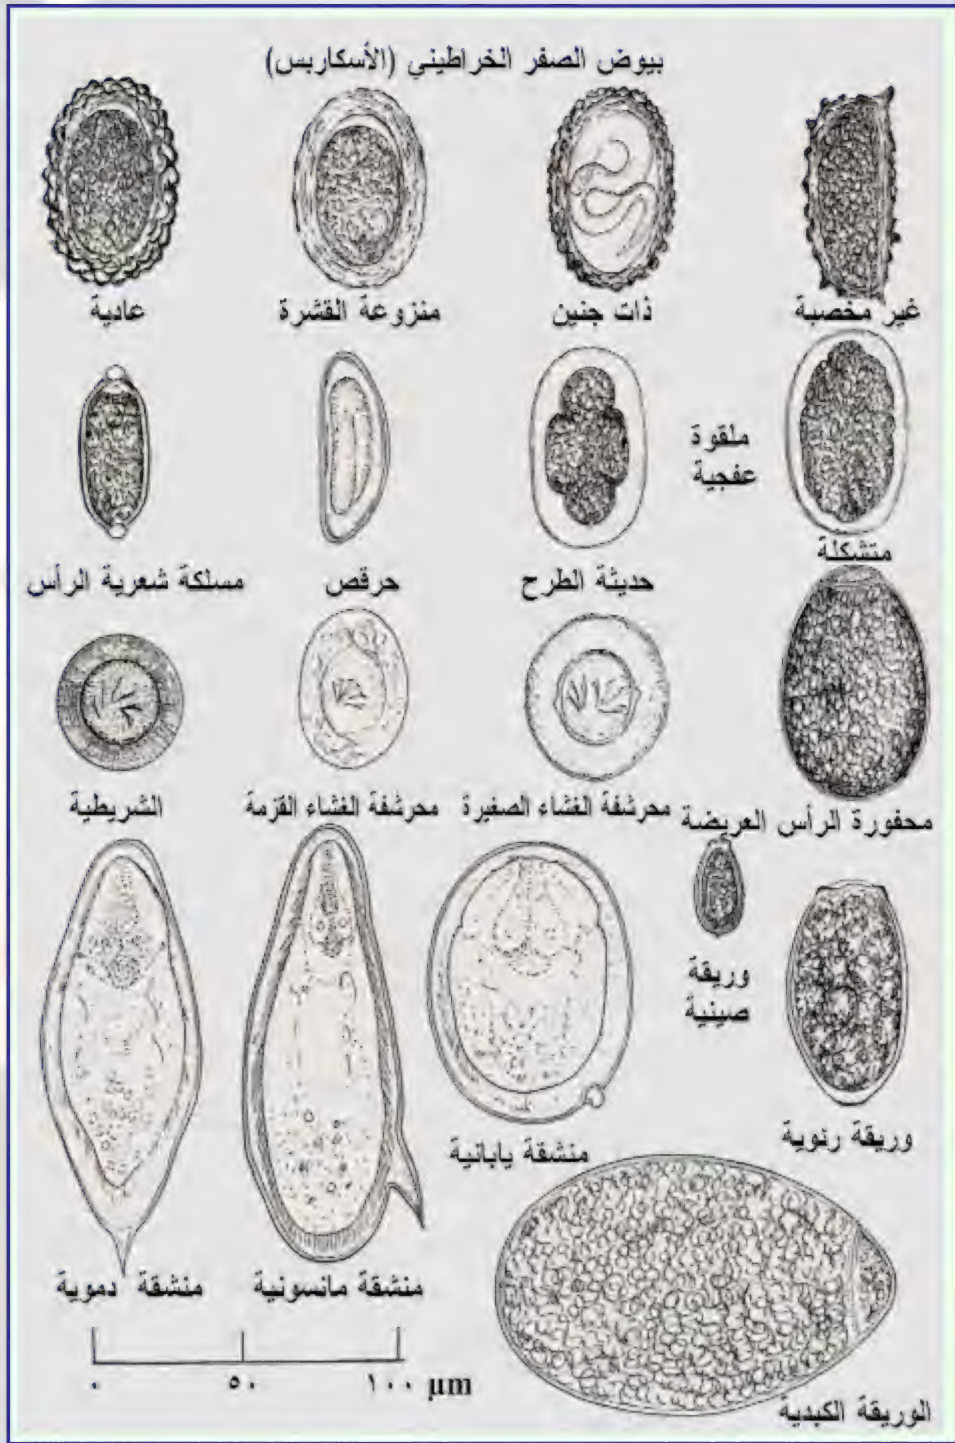 بيوض الصفر الخراطيني (الأسكاربس)
غير مخصبة
ذات جنين
منزوعة القشرة
عادية
ملقوة
عفجية
متشكلة
حديثة الطرح
حرقص
مسلكة شعرية الرأس
محفورة الرأس العريضة
محرشفة الغشاء الصغيرة
محرشفة الغشاء القزمة
الشريطية
وريقة
صينية
وريقة رئوية
منشقة يابانية
منشقة مانسونية
منشقة دموية
٠ ٥٠ ١٠٠ µm
الوريقة الكبدية